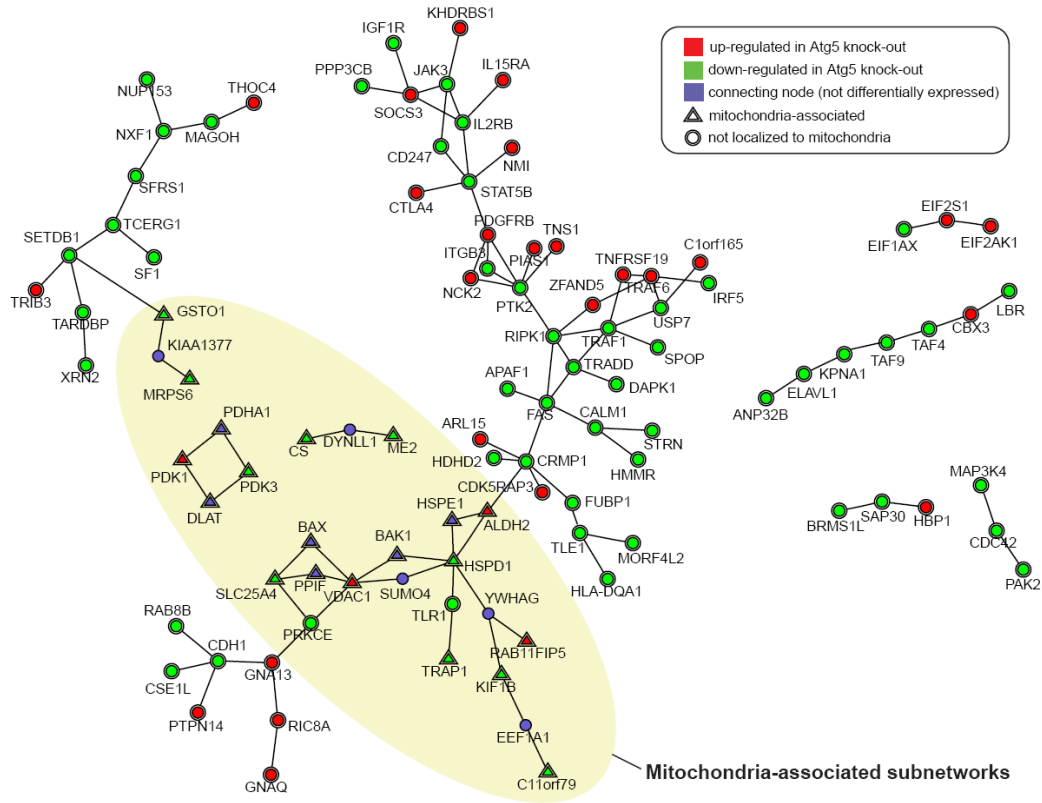 KHDRBS1
IGF1R
PPP3CB
JAK3
IL15RA
SOCS3
IL2RB
CD247
NMI
STAT5B
CTLA4
up-regulated in Atg5 knock-out
down-regulated in Atg5 knock-out
connecting node (not differentially expressed)
mitochondria-associated
not localized to mitochondria
NUP153
THOC4
NXF1
MAGOH
SFRS1
TCERG1
SETDB1
SF1
TRIB3
TARDBP
XRN2
GSTO1
KIAA1377
MRPS6
PDGFRB
TNS1
ITGB3
PIAS1
NCK2
PTK2
C1orf165
TNFRSF19
ZFAND5
TRAF6
IRF5
USP7
RIPK1
TRAF1
SPOP
TRADD
DAPK1
APAF1
FAS
CALM1
STRN
HMMR
ARL15
HDHD2
CRMP1
CDK5RAP3
FUBP1
TLE1
MORF4L2
HLA-DQA1
EIF2S1
EIF1AX
EIF2AK1
LBR
CBX3
TAF4
TAF9
KPNA1
ELAVL1
ANP32B
MAP3K4
SAP30
BRMS1L
HBP1
CDC42
PAK2
PDHA1
PDK1
PDK3
DLAT
CS
DYNLL1
ME2
HSPE1
ALDH2
BAX
BAK1
HSPD1
PPIF
SLC25A4
VDAC1
SUMO4
YWHAG
TLR1
PRKCE
RAB8B
CDH1
GNA13
CSE1L
PTPN14
RIC8A
GNAQ
TRAP1
RAB11FIP5
KIF1B
EEF1A1
C11orf79
Mitochondria-associated subnetworks